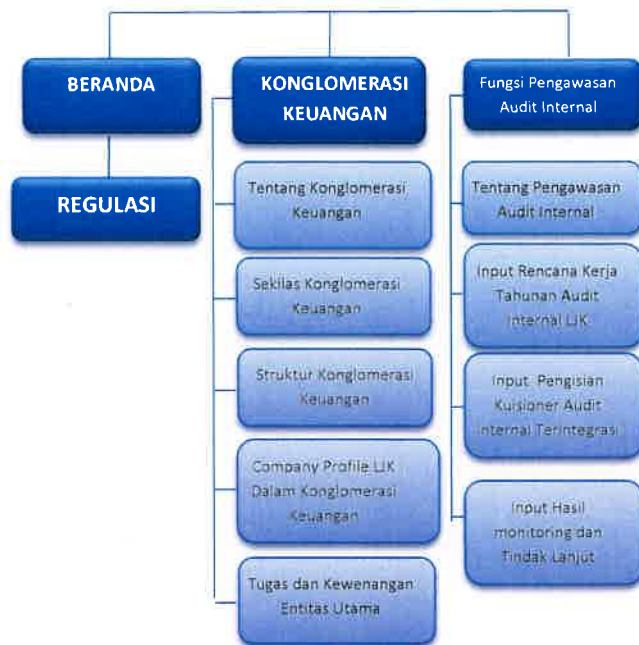 BERANDA
REGULASI
KONGLOMERASI
KEUANGAN
Tentang Konglomerasi
Keuangan
Sekilas Konglomerasi
Keuangan
Struktur Konglomerasi
Keuangan
Company Profile LJK
Dalam Konglomerasi
Keuangan
Tugas dan Kewenangan
Entitas Utama
Fungsi Pengawasan
Audit Internal
Tentang Pengawasan
Audit Internal
Input Rencana Kerja
Tahunan Audit
Internal LJK
Input Pengisian
Kuisioner Audit
Internal Terintegrasi
Input Hasil
monitoring dan
Tindak Lanjut